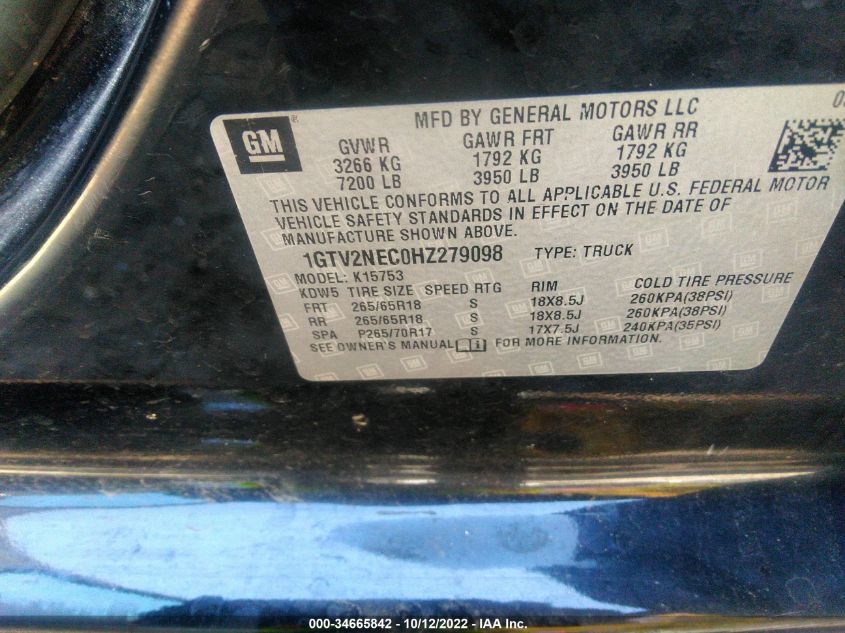 MFD BY GENERAL MOTORS LLC
GM ®
GVWR GAWR FRT GAWR RR
3266 KG 1792 KG 1792 KG
7200 LB 3950 LB 3950 LB
THIS VEHICLE CONFORMS TO ALL APPLICABLE U.S. FEDERAL MOTOR
VEHICLE SAFETY STANDARDS IN EFFECT ON THE DATE OF
MANUFACTURE SHOWN ABOVE.
1GTV2NEC0HZ279098 TYPE: TRUCK
MODEL: K15753
KDW5 TIRE SIZE SPEED RTG RIM COLD TIRE PRESSURE
FRT 265/65R18 S 18X8.5J 260KPA(38PSI)
RR 265/65R18 S 18X8.5J 260KPA(38PSI)
SPA P265/70R17 S 17X7.5J 240KPA(35PSI)
SEE OWNER'S MANUAL i FOR MORE INFORMATION.
000-34665842 - 10/12/2022 - IAA Inc.